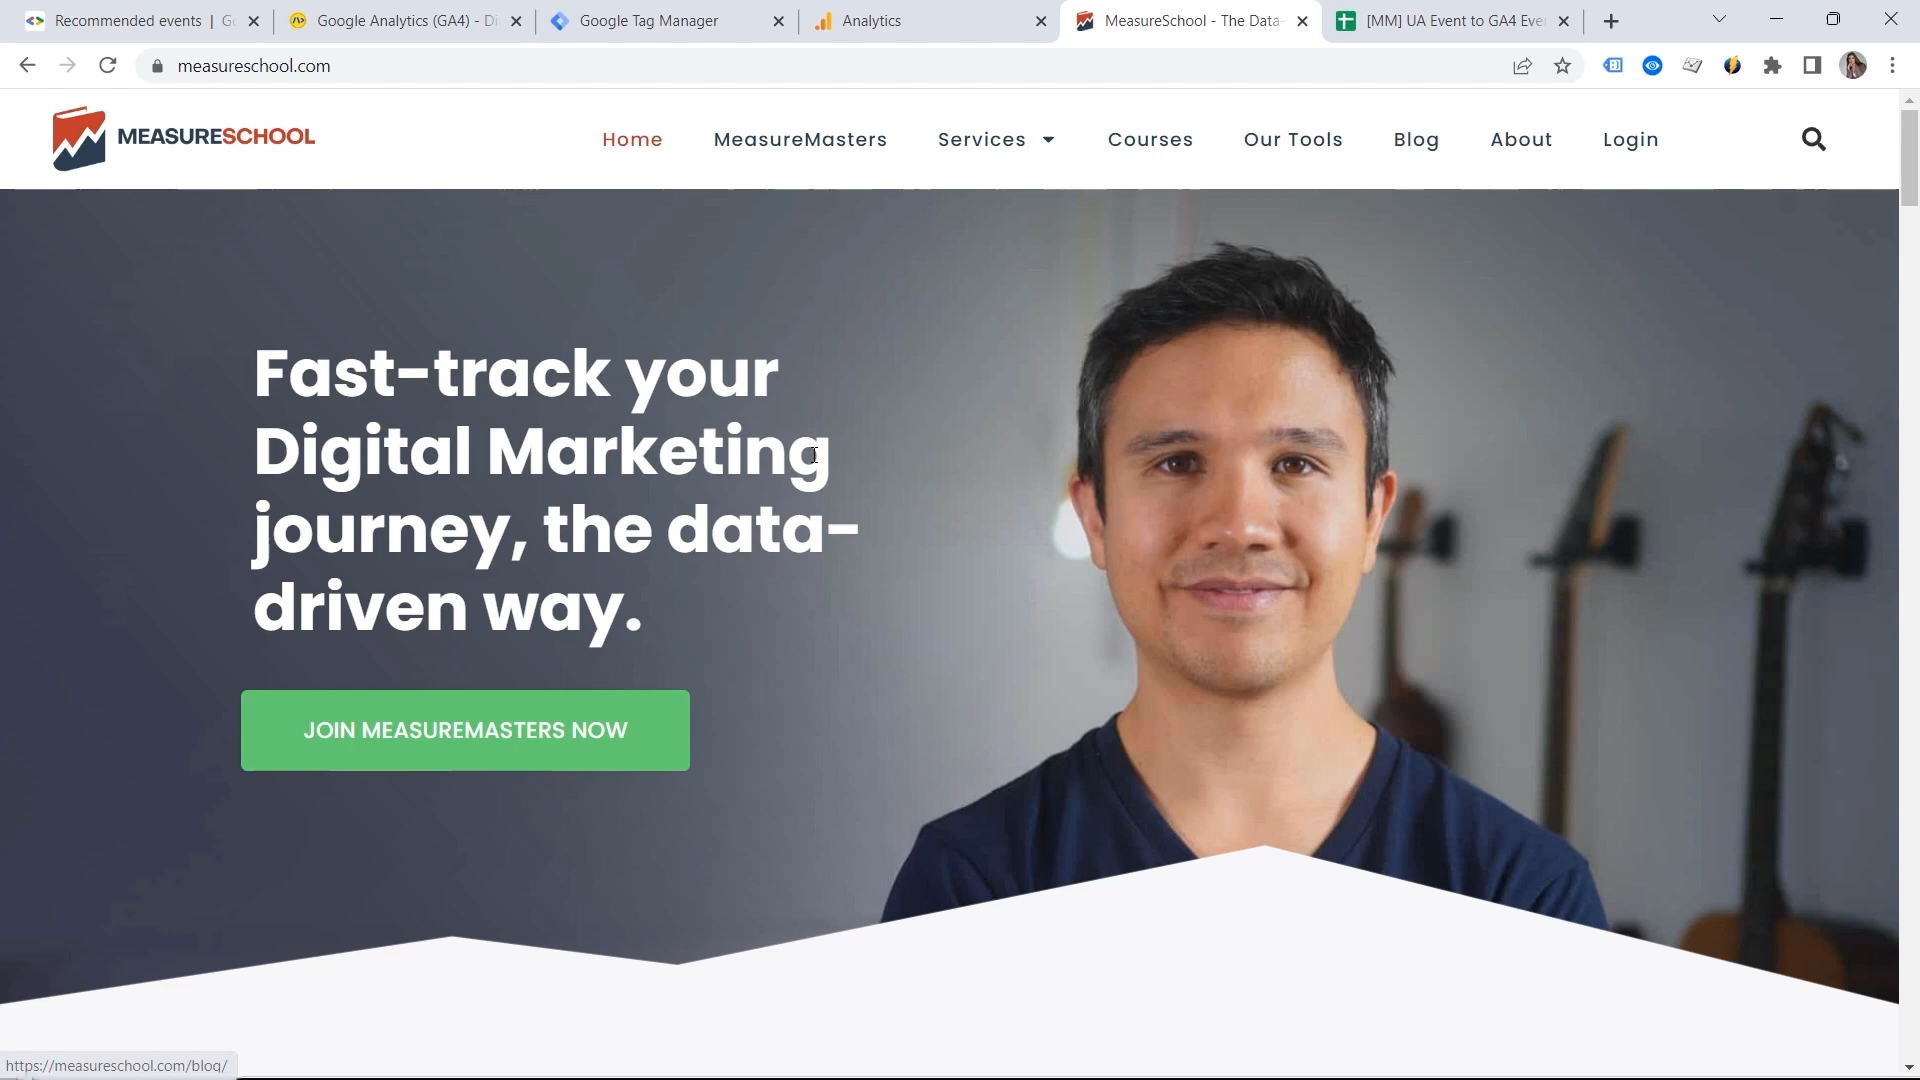 Recommended events | Go
Google Analytics (GA4) - Di
Google Tag Manager
Analytics
MeasureSchool - The Data-
[MM] UA Event to GA4 Eve
measureschool.com
MEASURESCHOOL
Home
MeasureMasters
Services
Courses
Our Tools
Blog
About
Login
Fast-track your
Digital Marketing
journey, the data-
driven way.
JOIN MEASUREMASTERS NOW
https://measureschool.com/blog/